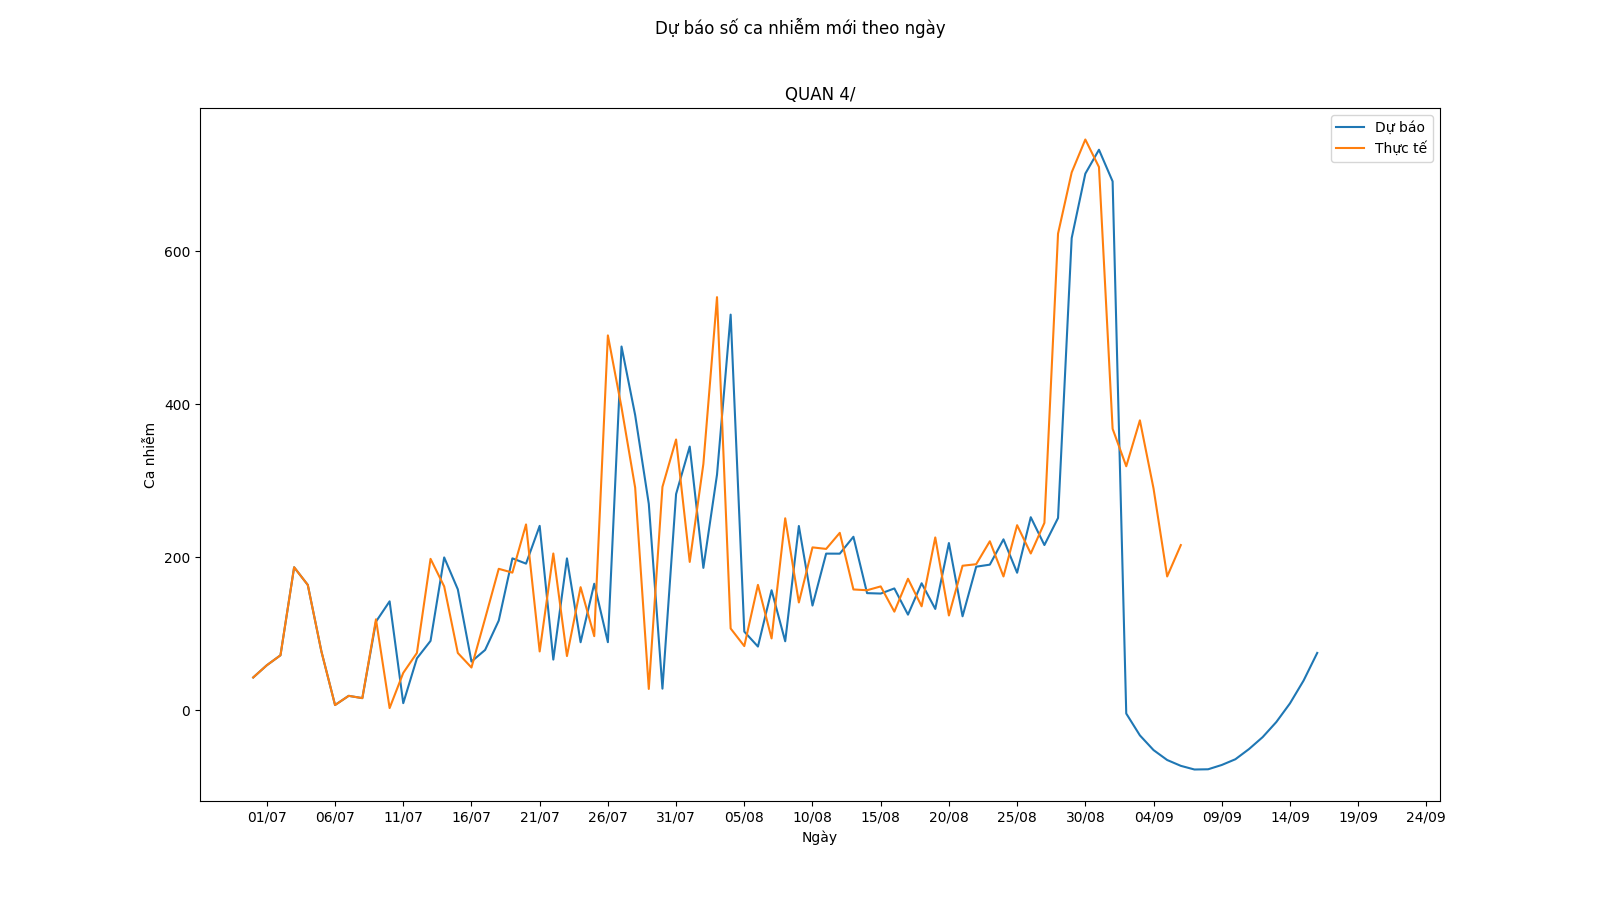 Dự báo số ca nhiễm mới theo ngày
QUAN 4/
Dự báo
Thực tế
600
400
200
0
Ca nhiễm
01/07 06/07 11/07 16/07 21/07 26/07 31/07 05/08 10/08 15/08 20/08 25/08 30/08 04/09 09/09 14/09 19/09 24/09
Ngày